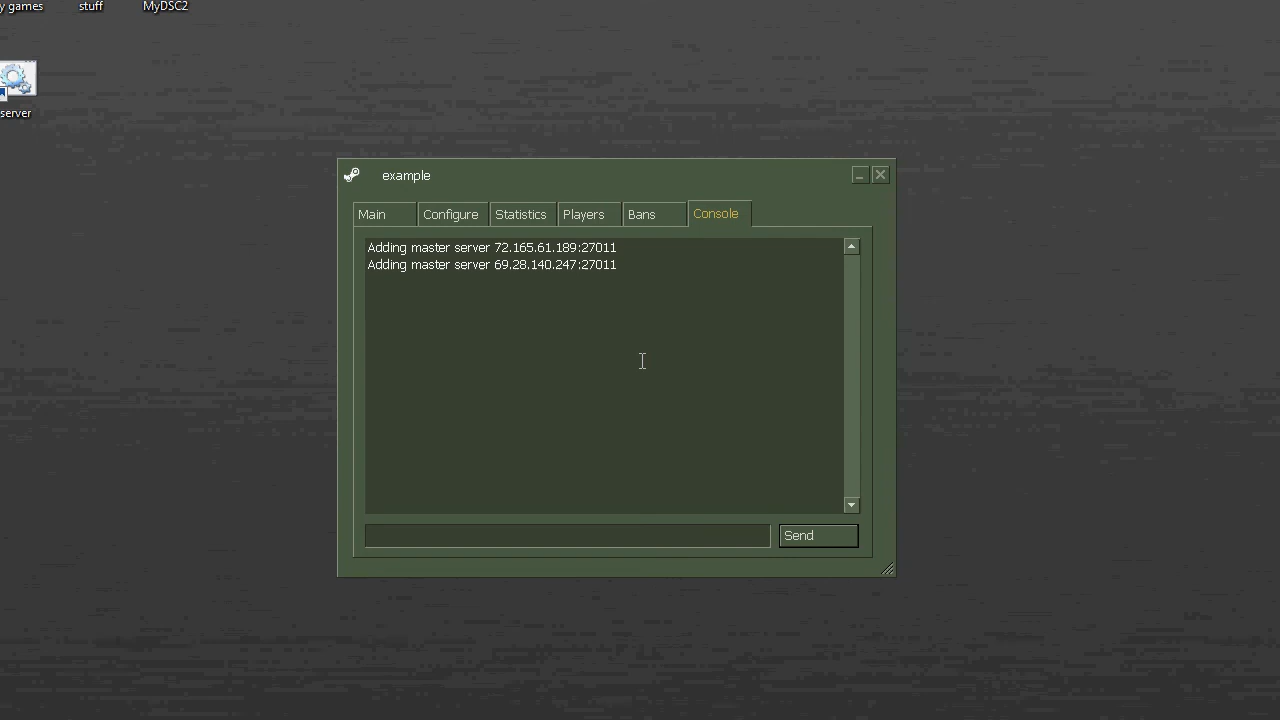 y games stuff MyDSC2
server
example
Main Configure Statistics Players Bans Console
Adding master server 72.165.61.189:27011
Adding master server 69.28.140.247:27011
Send